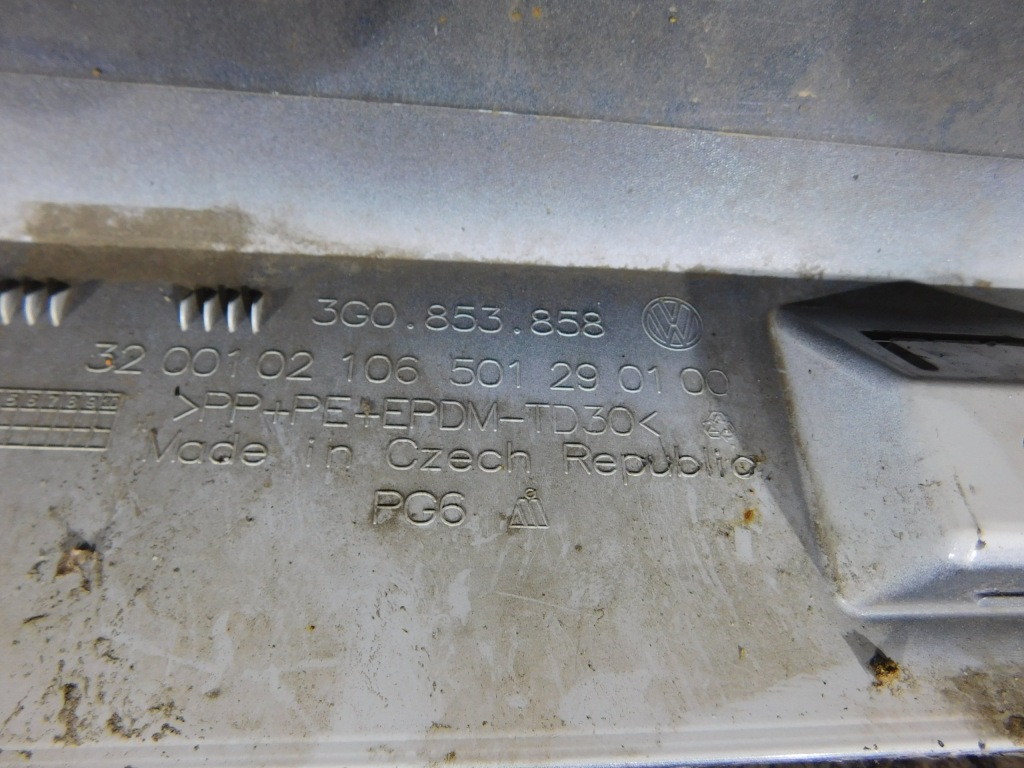 3G0.853.858
32 001 02 106 501 29 01 00
>PP+PE+EPDM-TD30<
Made in Czech Republic
PG6